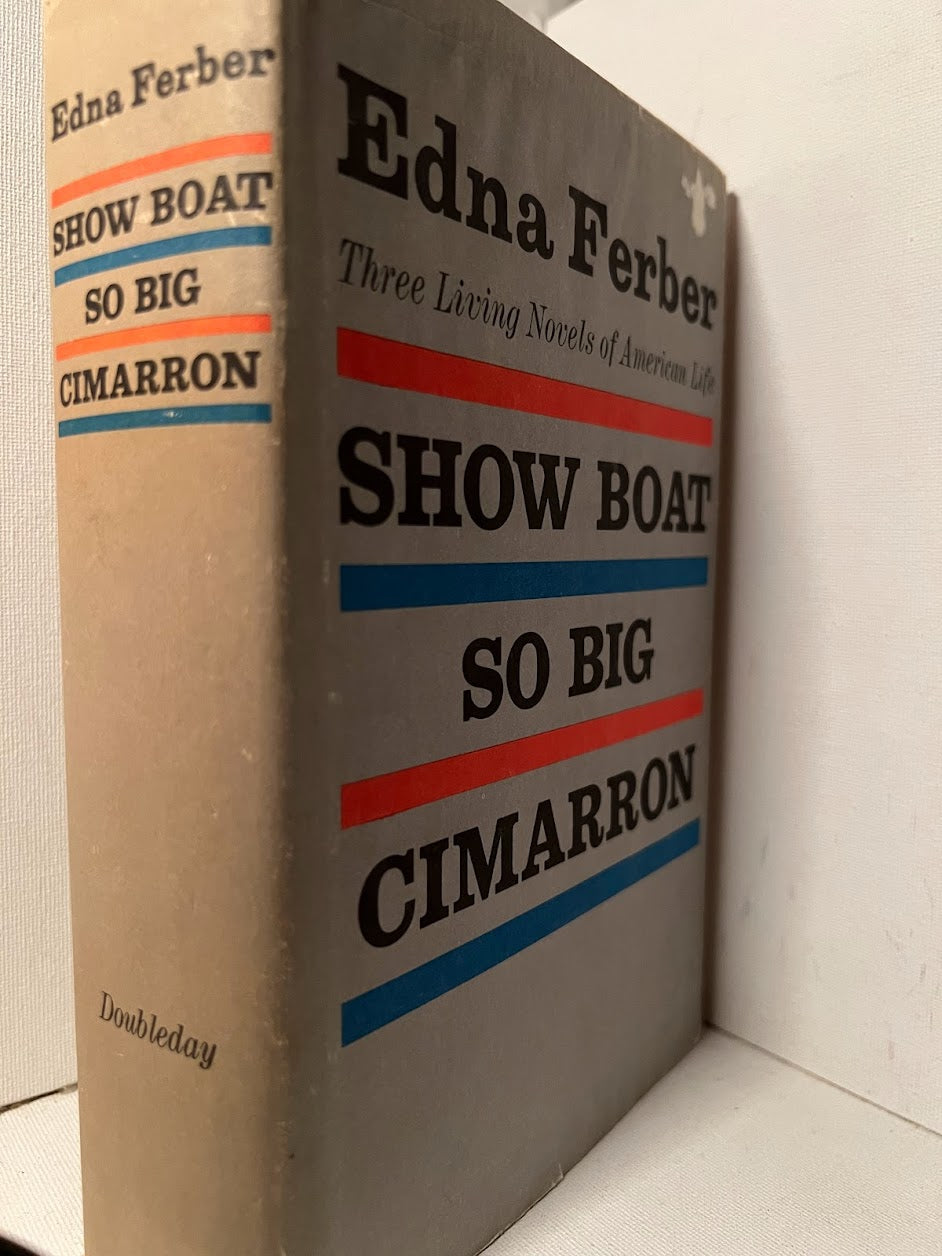 Edna Ferber
SHOW BOAT
SO BIG
CIMARRON
Doubleday
Edna Ferber
Three Living Novels of American Life
SHOW BOAT
SO BIG
CIMARRON